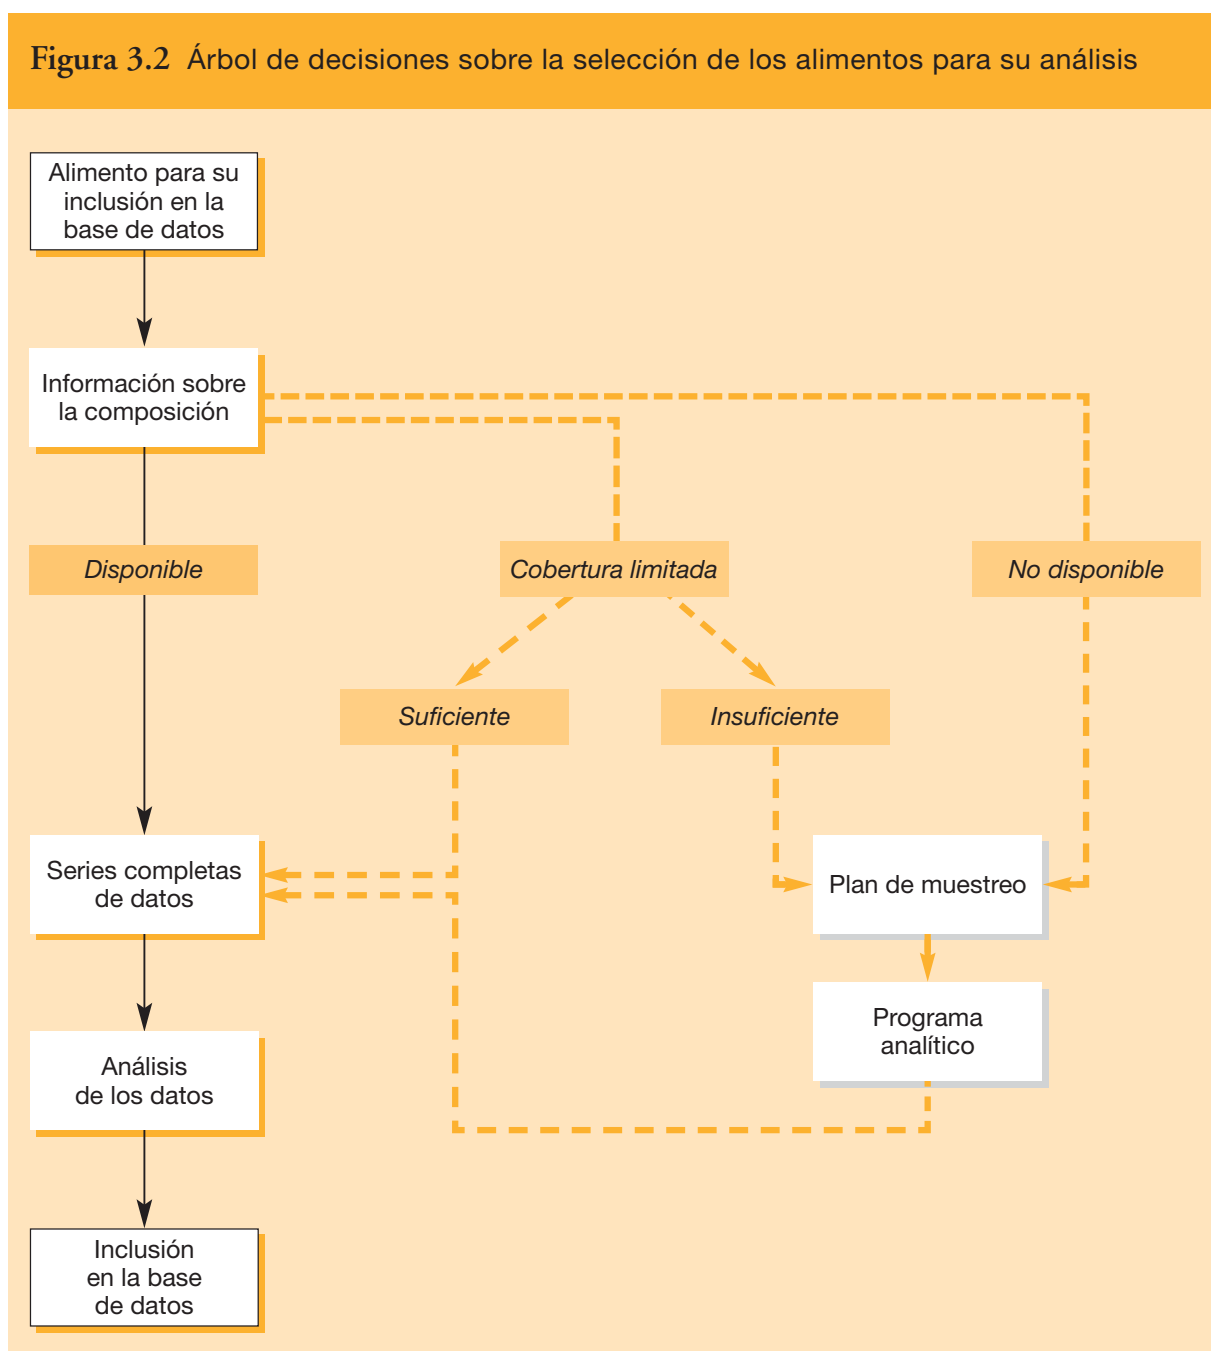 Figura 3.2 Árbol de decisiones sobre la selección de los alimentos para su análisis
Alimento para su
inclusión en la
base de datos
Información sobre
la composición
Disponible
Cobertura limitada
No disponible
Suficiente
Insuficiente
Series completas
de datos
Plan de muestreo
Programa
analítico
Análisis
de los datos
Inclusión
en la base
de datos